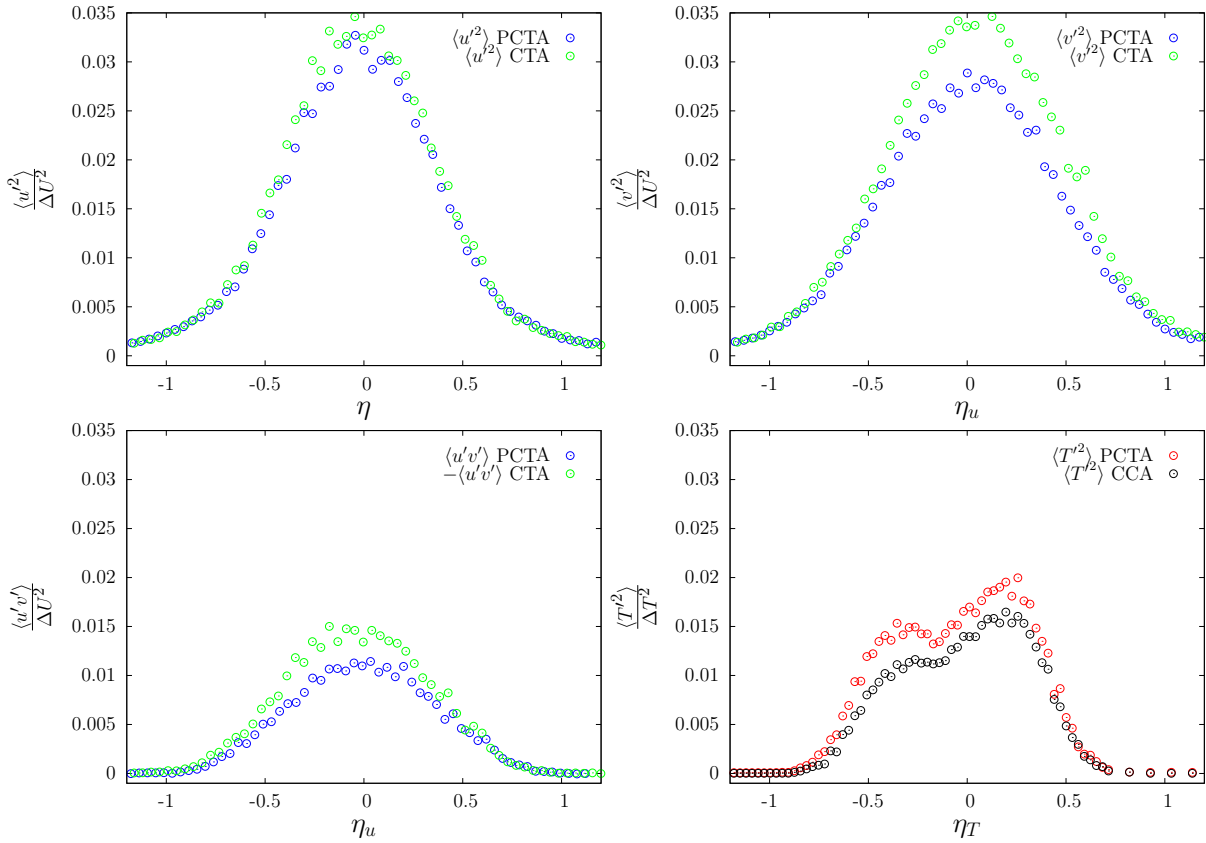 0.035
0.03
0.025
0.02
0.015
0.01
0.005
0
⟨u′²⟩/ΔU²
⟨u′²⟩ PCTA
⟨u′²⟩ CTA
-1 -0.5 0 0.5 1
η
0.035
0.03
0.025
0.02
0.015
0.01
0.005
0
⟨v′²⟩/ΔU²
⟨v′²⟩ PCTA
⟨v′²⟩ CTA
-1 -0.5 0 0.5 1
η_u
0.035
0.03
0.025
0.02
0.015
0.01
0.005
0
⟨u′v′⟩/ΔU²
⟨u′v′⟩ PCTA
−⟨u′v′⟩ CTA
-1 -0.5 0 0.5 1
η_u
0.035
0.03
0.025
0.02
0.015
0.01
0.005
0
⟨T′²⟩/ΔT²
⟨T′²⟩ PCTA
⟨T′²⟩ CCA
-1 -0.5 0 0.5 1
η_T